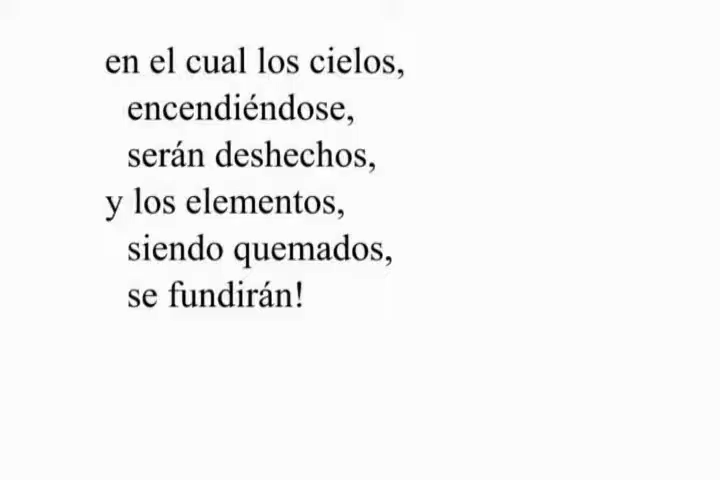 en el cual los cielos,
encendiéndose,
serán deshechos,
y los elementos,
siendo quemados,
se fundirán!